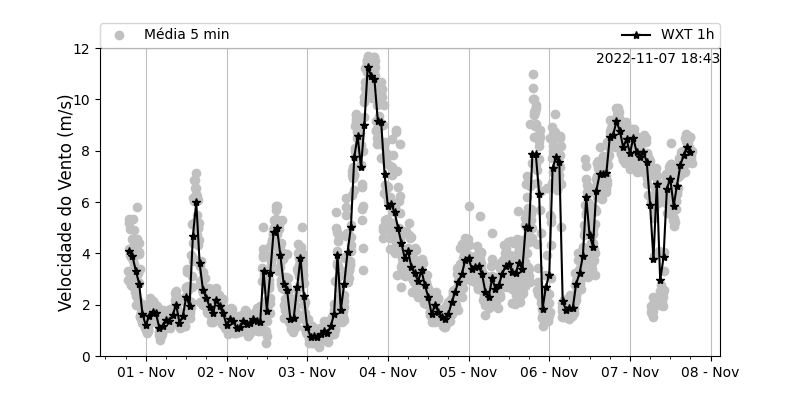 Média 5 min
WXT 1h
2022-11-07 18:43
Velocidade do Vento (m/s)
12
10
8
6
4
2
0
01 - Nov
02 - Nov
03 - Nov
04 - Nov
05 - Nov
06 - Nov
07 - Nov
08 - Nov